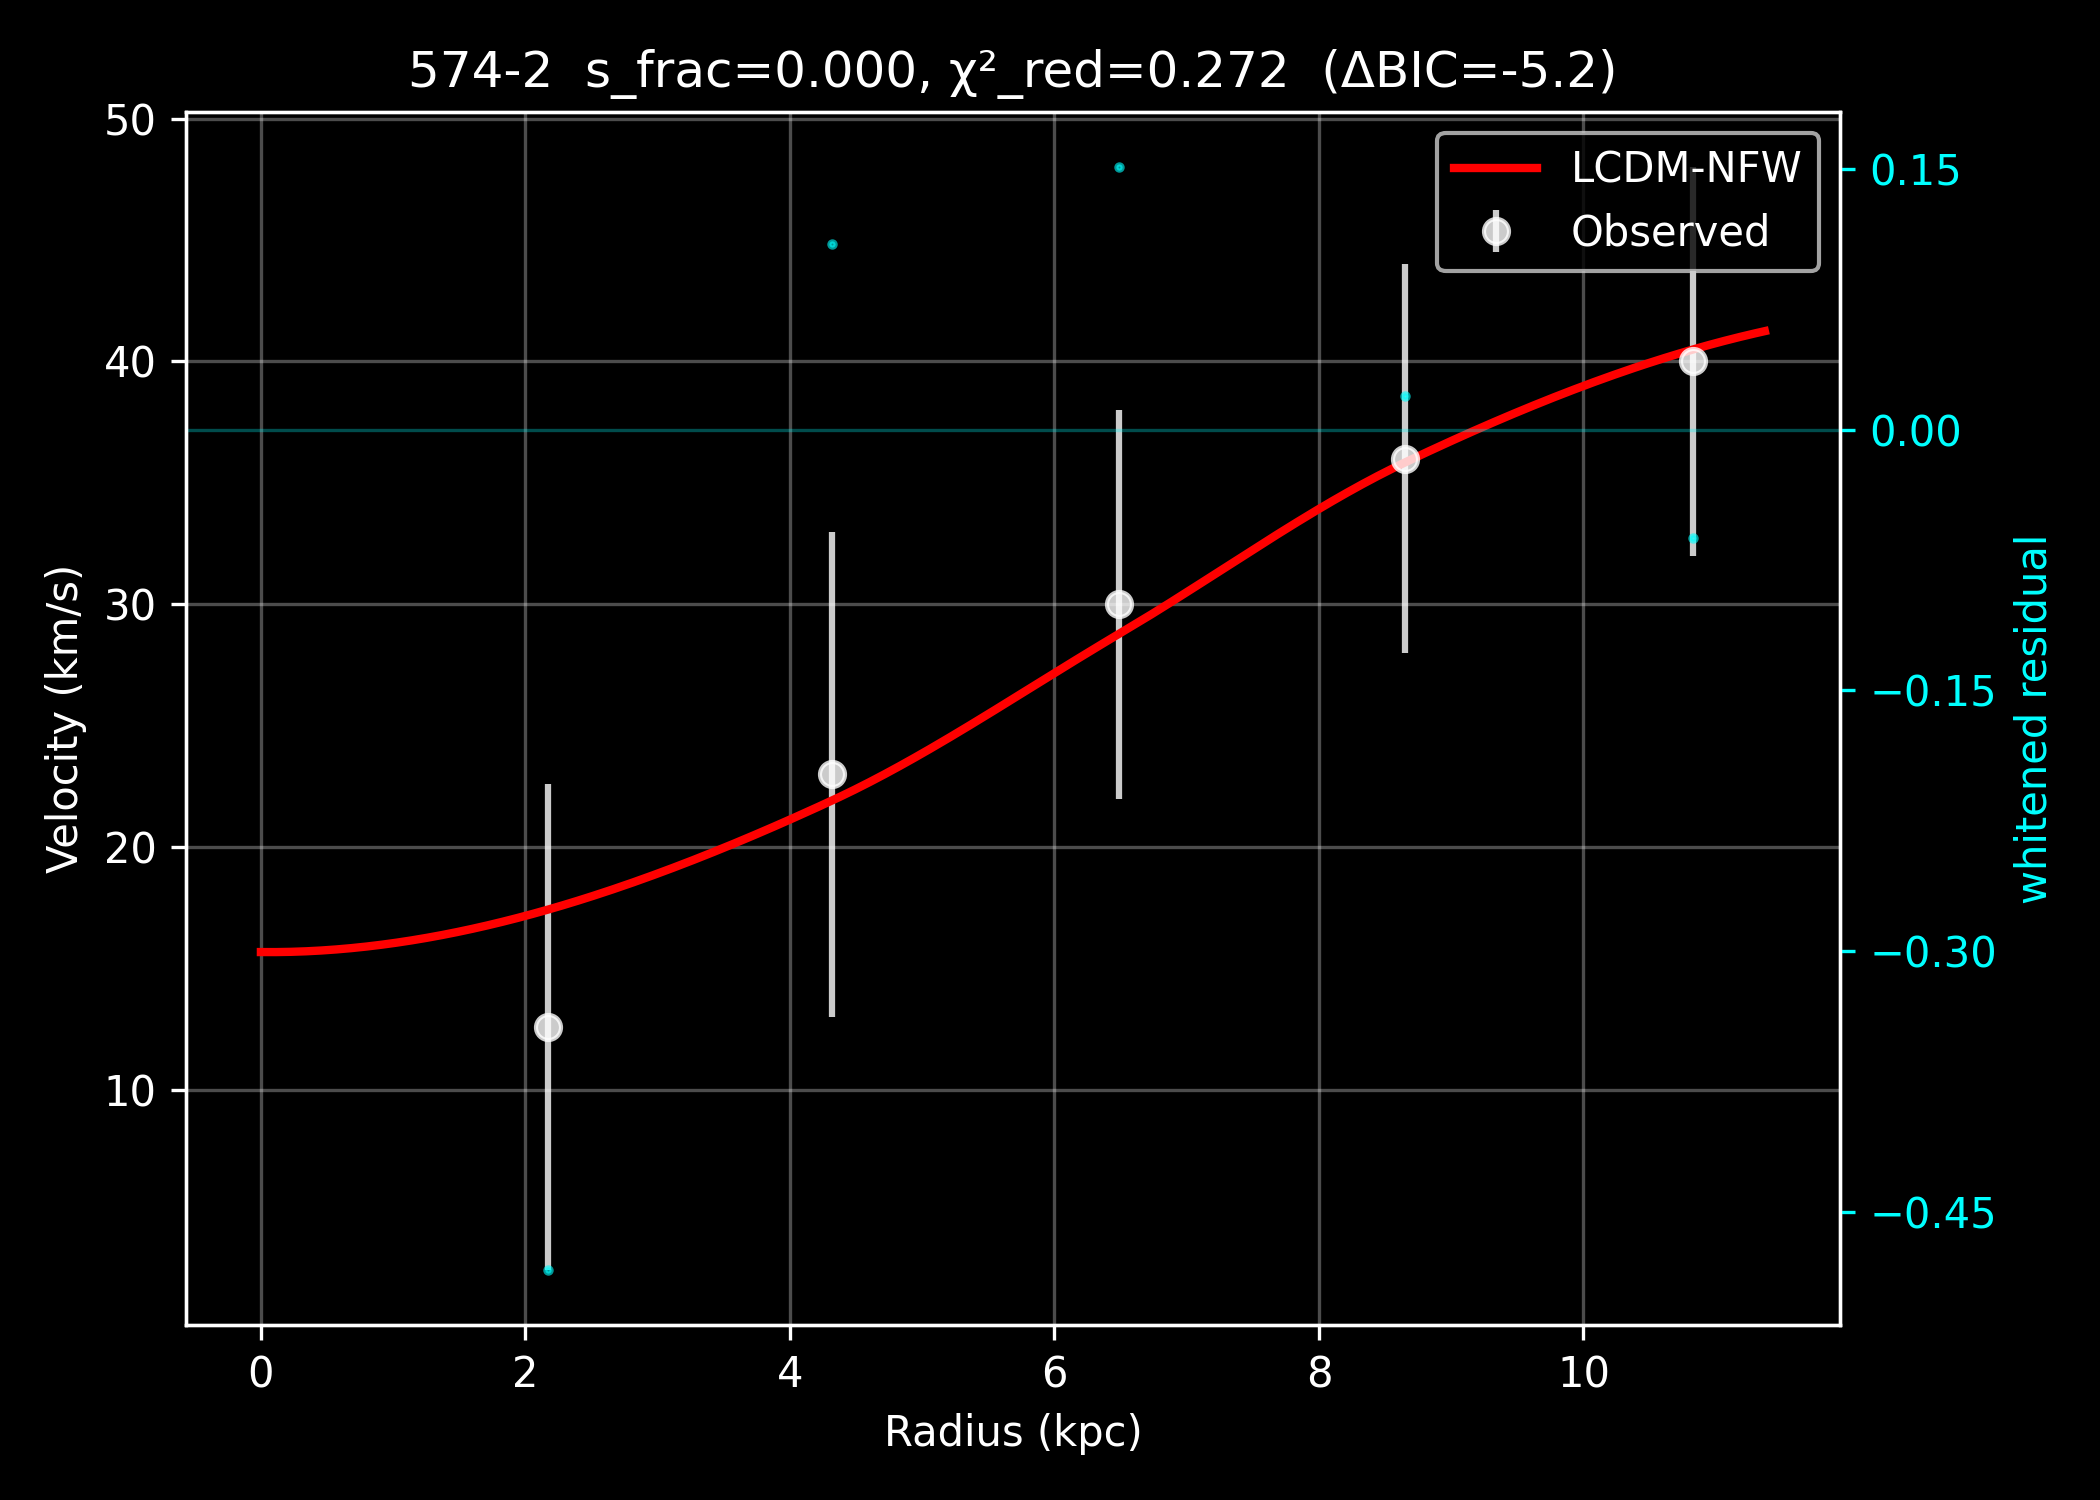 574-2  s_frac=0.000, χ²_red=0.272  (ΔBIC=-5.2)
LCDM-NFW
Observed
50
40
30
20
10
Velocity (km/s)
0.15
0.00
−0.15
−0.30
−0.45
whitened residual
0 2 4 6 8 10
Radius (kpc)